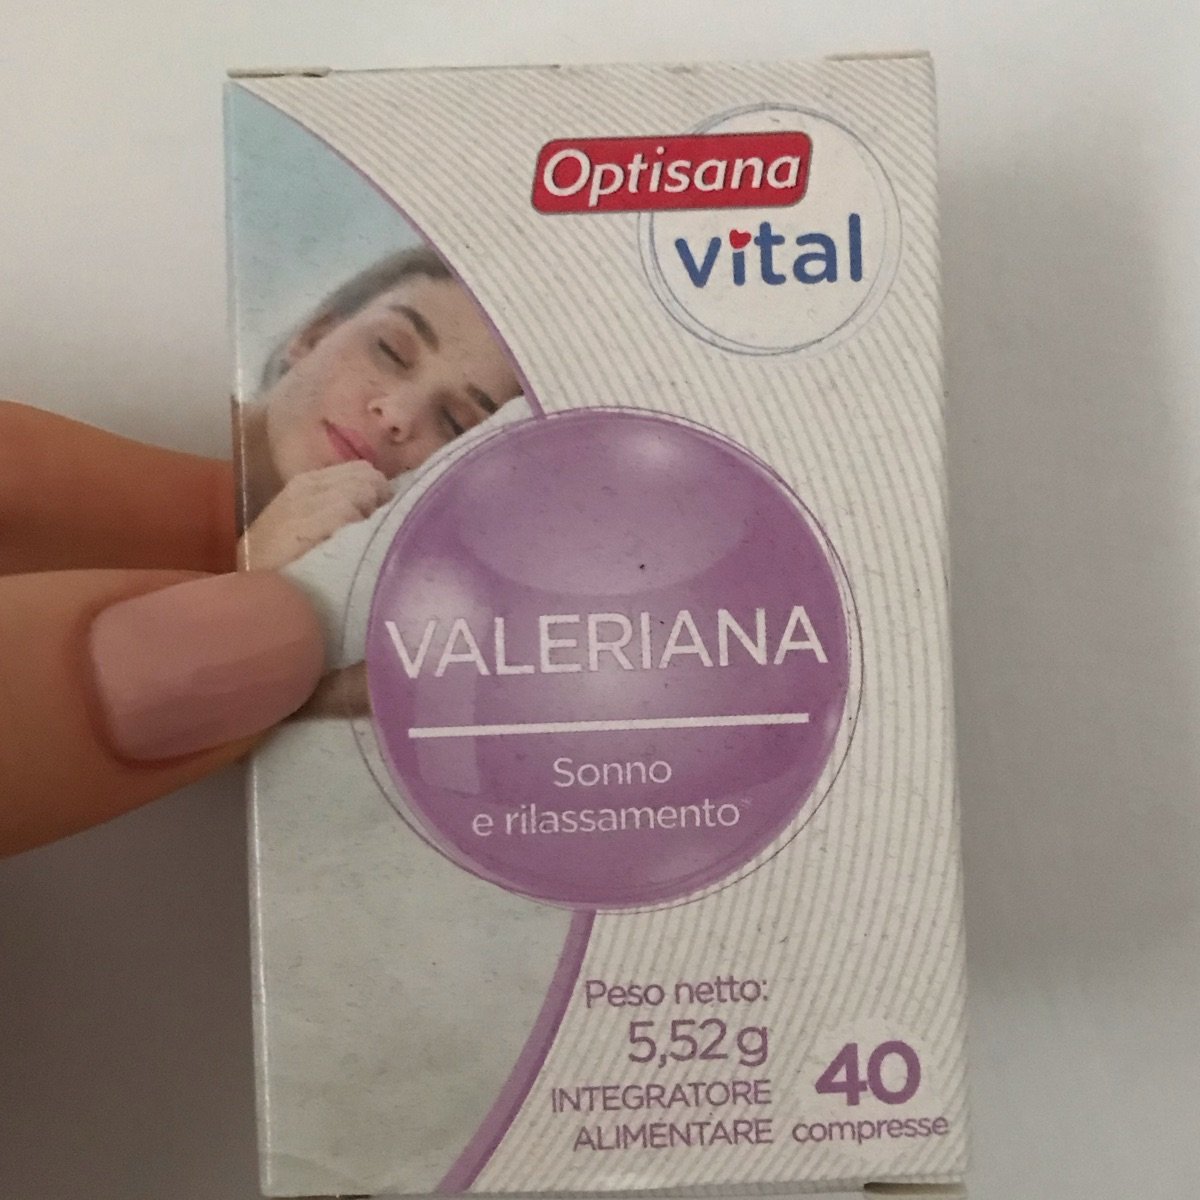 Optisana
vital
VALERIANA
Sonno
e rilassamento
Peso netto:
5,52 g
INTEGRATORE
ALIMENTARE
40
compresse